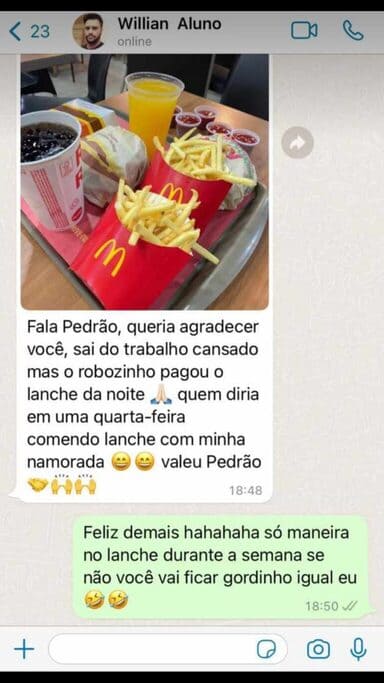 23
Willian Aluno
online
Fala Pedrão, queria agradecer
você, sai do trabalho cansado
mas o robozinho pagou o
lanche da noite 🙏🏻 quem diria
em uma quarta-feira
comendo lanche com minha
namorada 😄😄 valeu Pedrão
🤝🙌🙌
18:48
Feliz demais hahahaha só maneira
no lanche durante a semana se
não você vai ficar gordinho igual eu
🤣🤣
18:50